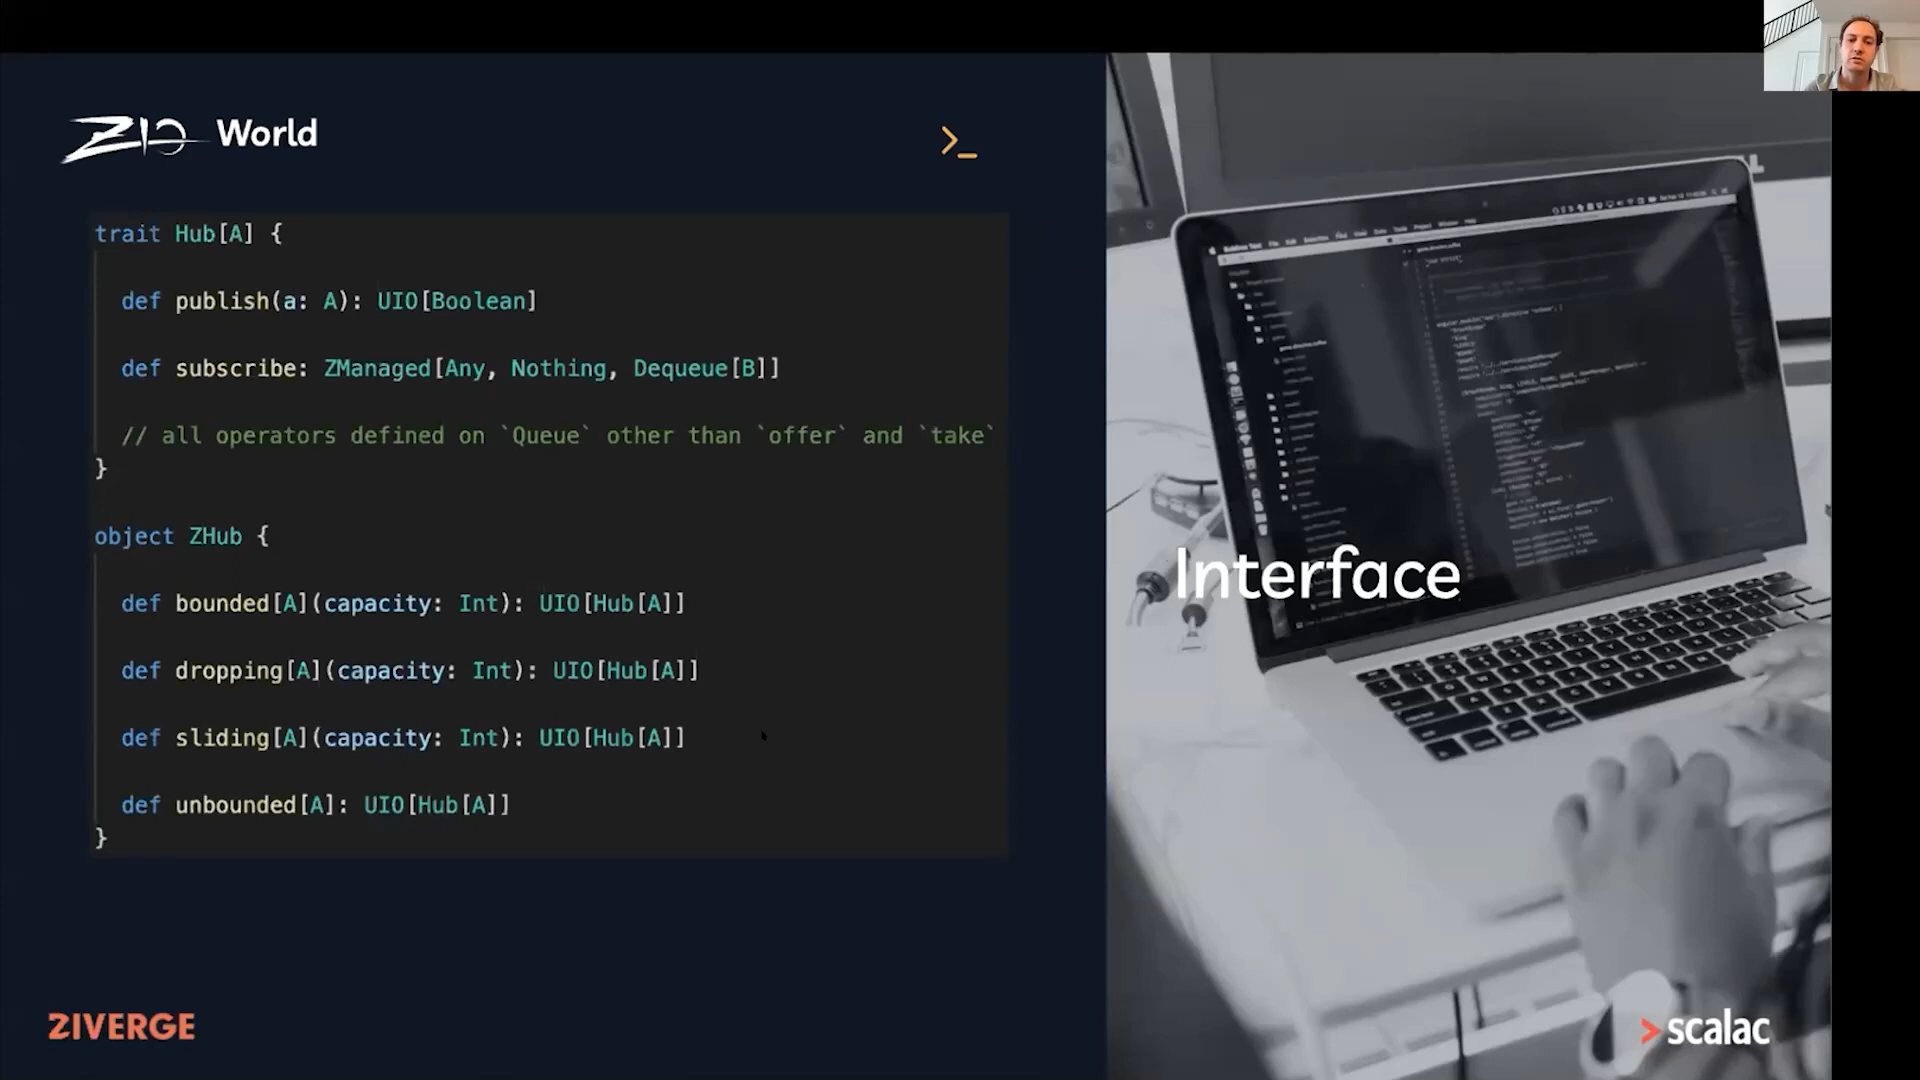 ZIO World
>_
trait Hub[A] {
def publish(a: A): UIO[Boolean]
def subscribe: ZManaged[Any, Nothing, Dequeue[B]]
// all operators defined on `Queue` other than `offer` and `take`
}
object ZHub {
def bounded[A](capacity: Int): UIO[Hub[A]]
def dropping[A](capacity: Int): UIO[Hub[A]]
def sliding[A](capacity: Int): UIO[Hub[A]]
def unbounded[A]: UIO[Hub[A]]
}
Interface
ZIVERGE
scalac